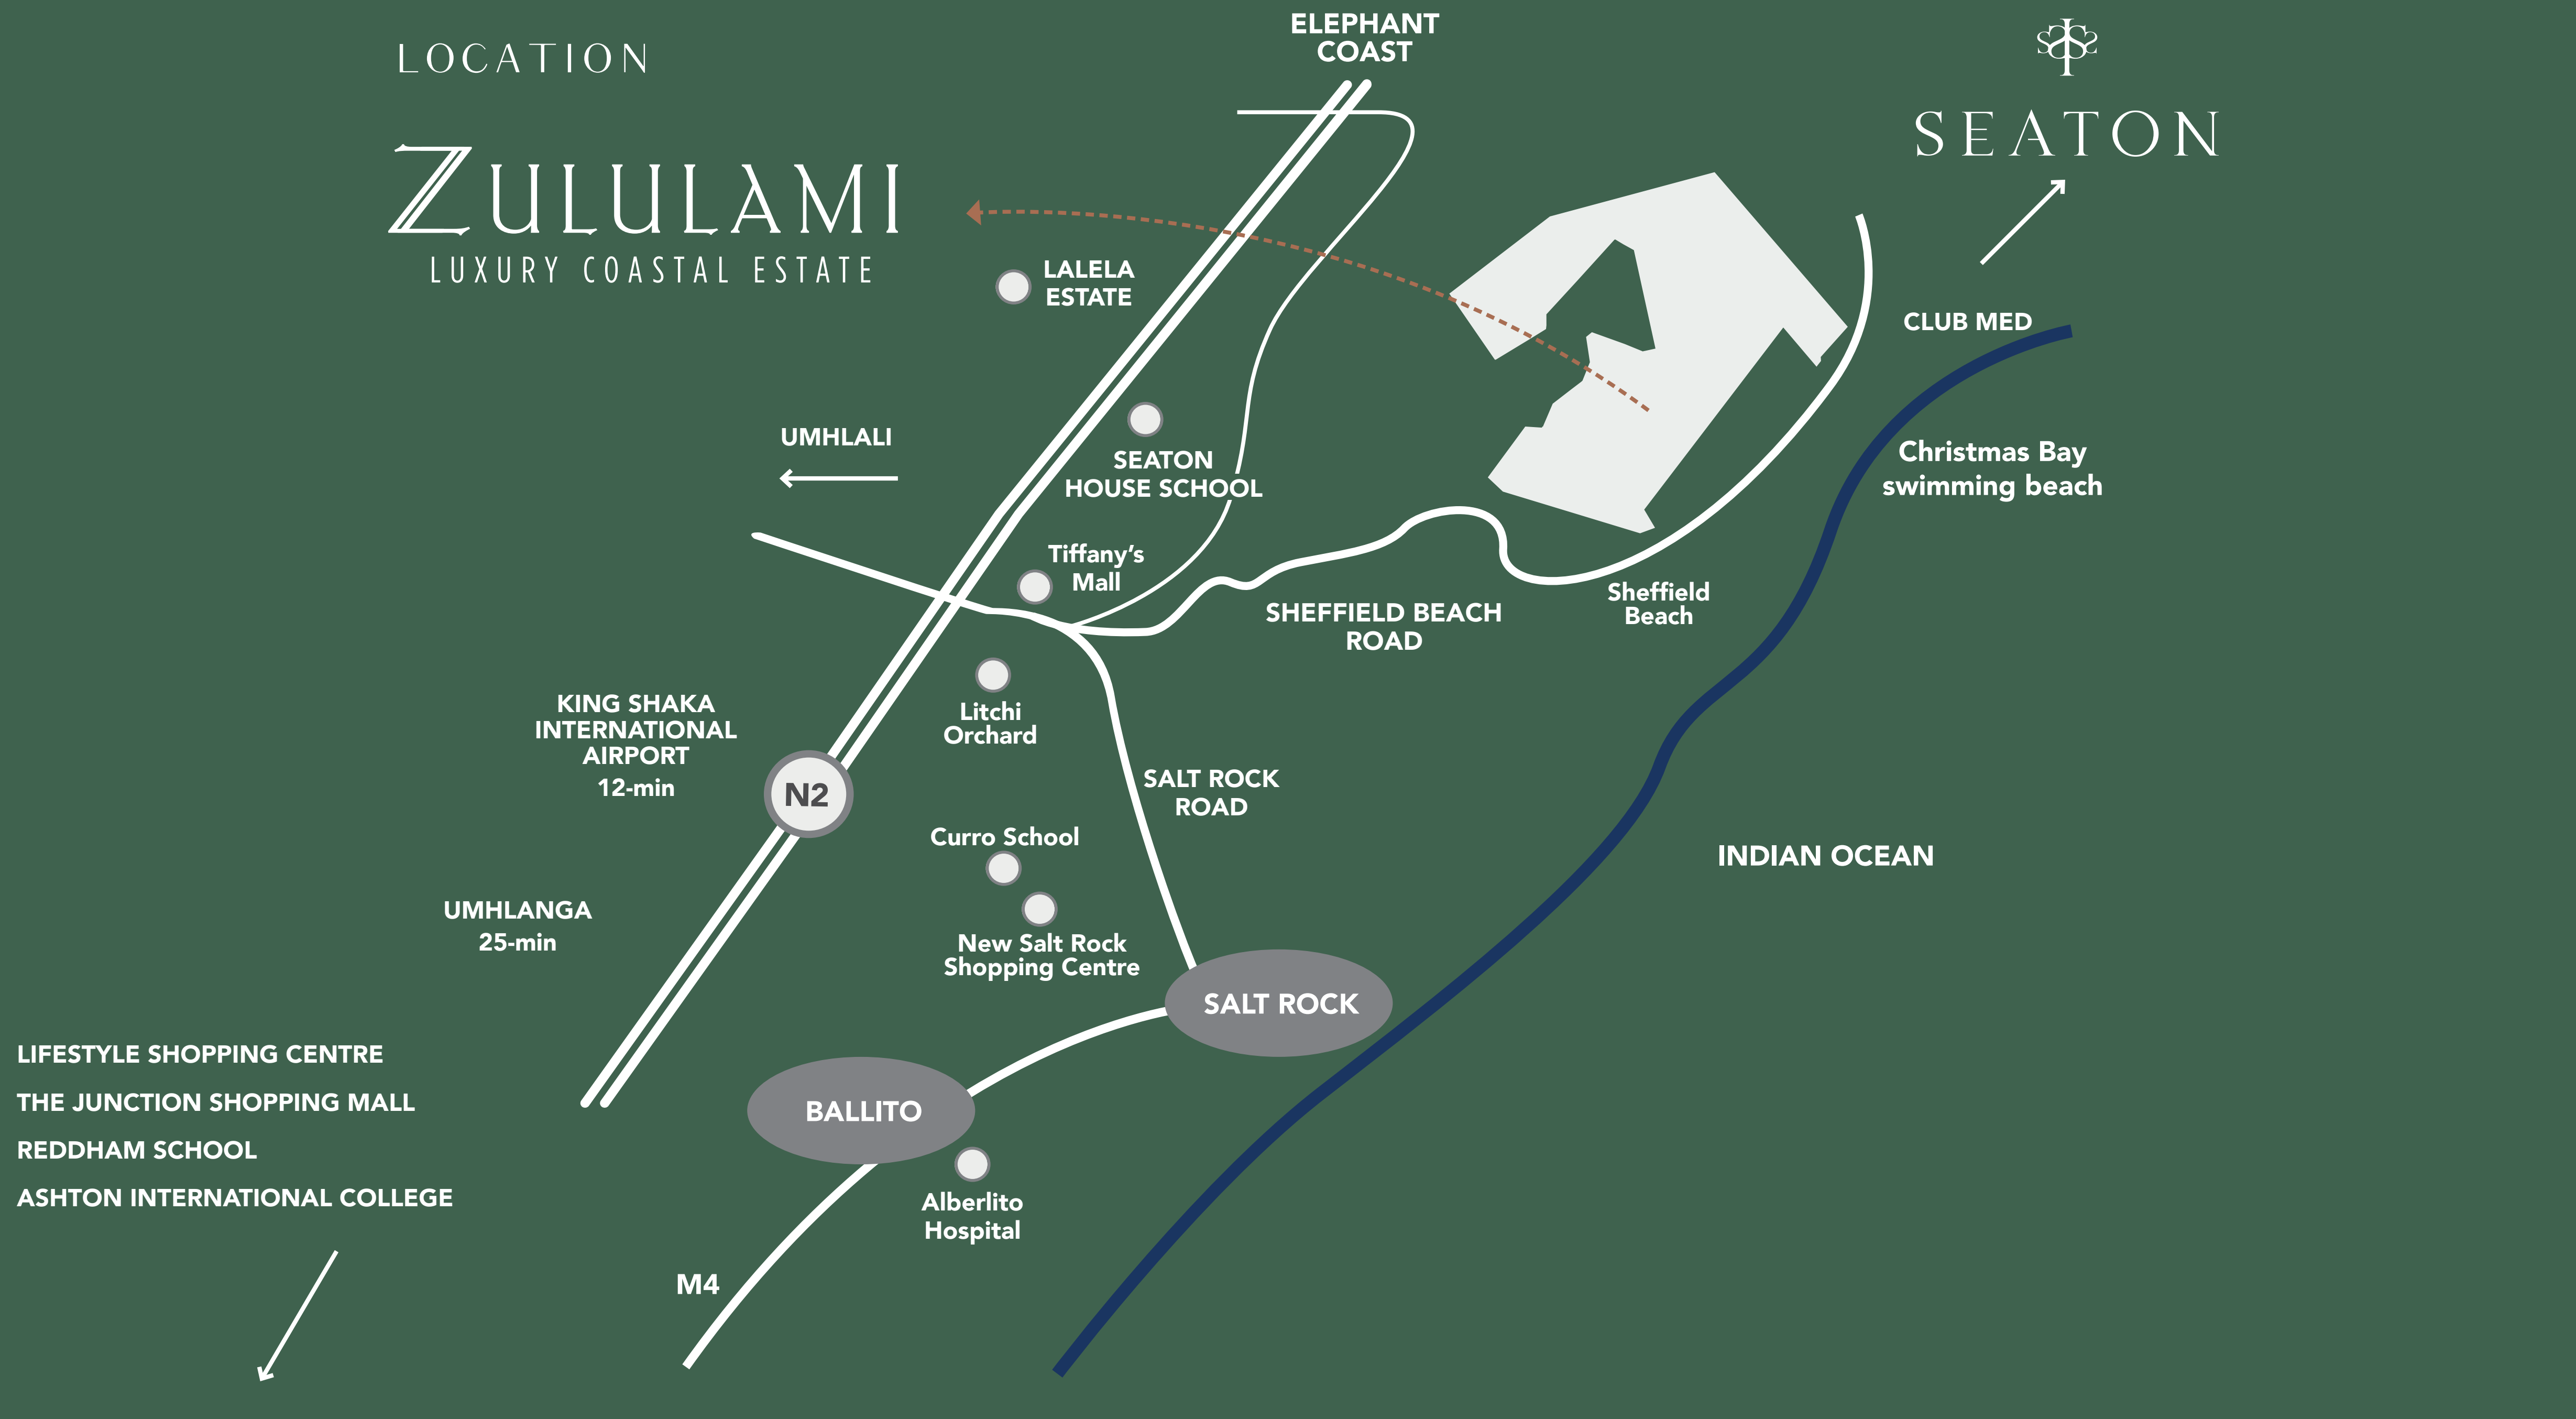 LOCATION
ZULULAMI
LUXURY COASTAL ESTATE
ELEPHANT
COAST
SEATON
LALELA
ESTATE
CLUB MED
UMHLALI
SEATON
HOUSE SCHOOL
Christmas Bay
swimming beach
Tiffany’s
Mall
SHEFFIELD BEACH
ROAD
Sheffield
Beach
Litchi
Orchard
KING SHAKA
INTERNATIONAL
AIRPORT
12-min
N2
SALT ROCK
ROAD
Curro School
INDIAN OCEAN
UMHLANGA
25-min
New Salt Rock
Shopping Centre
SALT ROCK
LIFESTYLE SHOPPING CENTRE
THE JUNCTION SHOPPING MALL
REDDHAM SCHOOL
ASHTON INTERNATIONAL COLLEGE
BALLITO
Alberlito
Hospital
M4